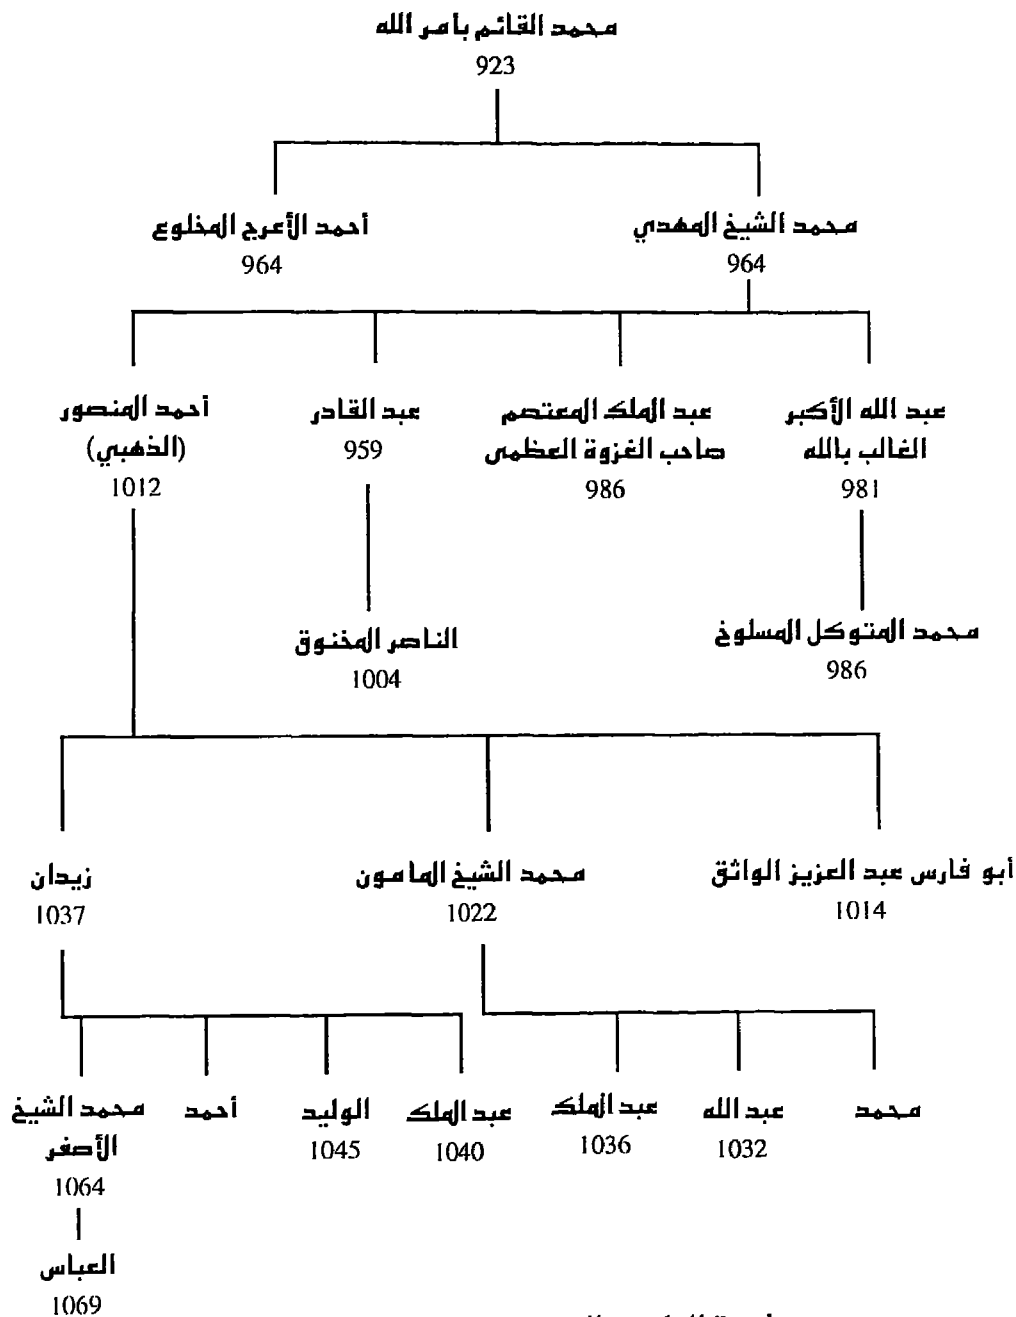 محمد القائم بأمر الله
923
محمد الشيخ المهدي
964
أحمد الأعرج المخلوع
964
عبد الله الأكبر
الغالب بالله
981
عبد الملك المعتصم
صاحب الغزوة العظمى
986
عبد القادر
959
أحمد المنصور
(الذهبي)
1012
محمد المتوكل المسلوخ
986
الناصر المخنوق
1004
أبو فارس عبد العزيز الواثق
1014
محمد الشيخ المامون
1022
زيدان
1037
محمد
عبد الله
1032
عبد الملك
1036
عبد الملك
1040
الوليد
1045
أحمد
محمد الشيخ
الأصغر
1064
العباس
1069